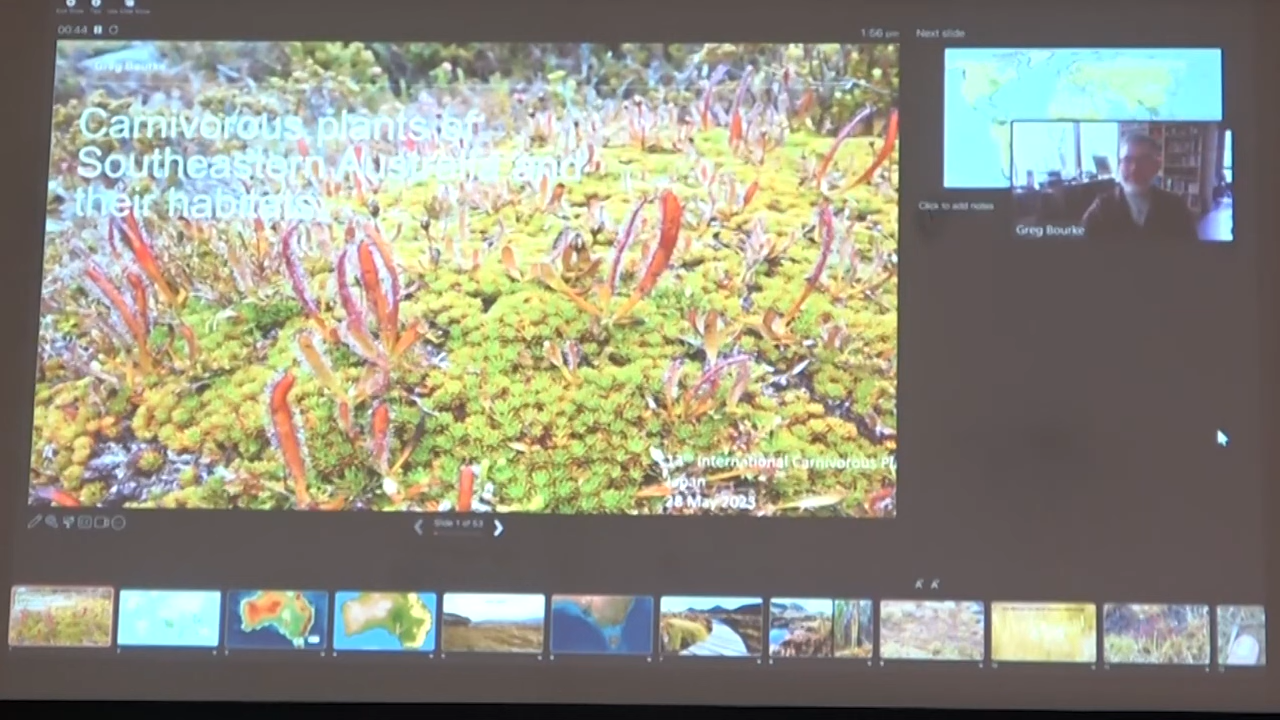 00:44
1:56 pm
Next slide
Greg Bourke
Carnivorous plants of
Southeastern Australia and
their habitats
Click to add notes
Greg Bourke
International Carnivorous Pl
Japan
28 May 2023
Slide 1 of 53